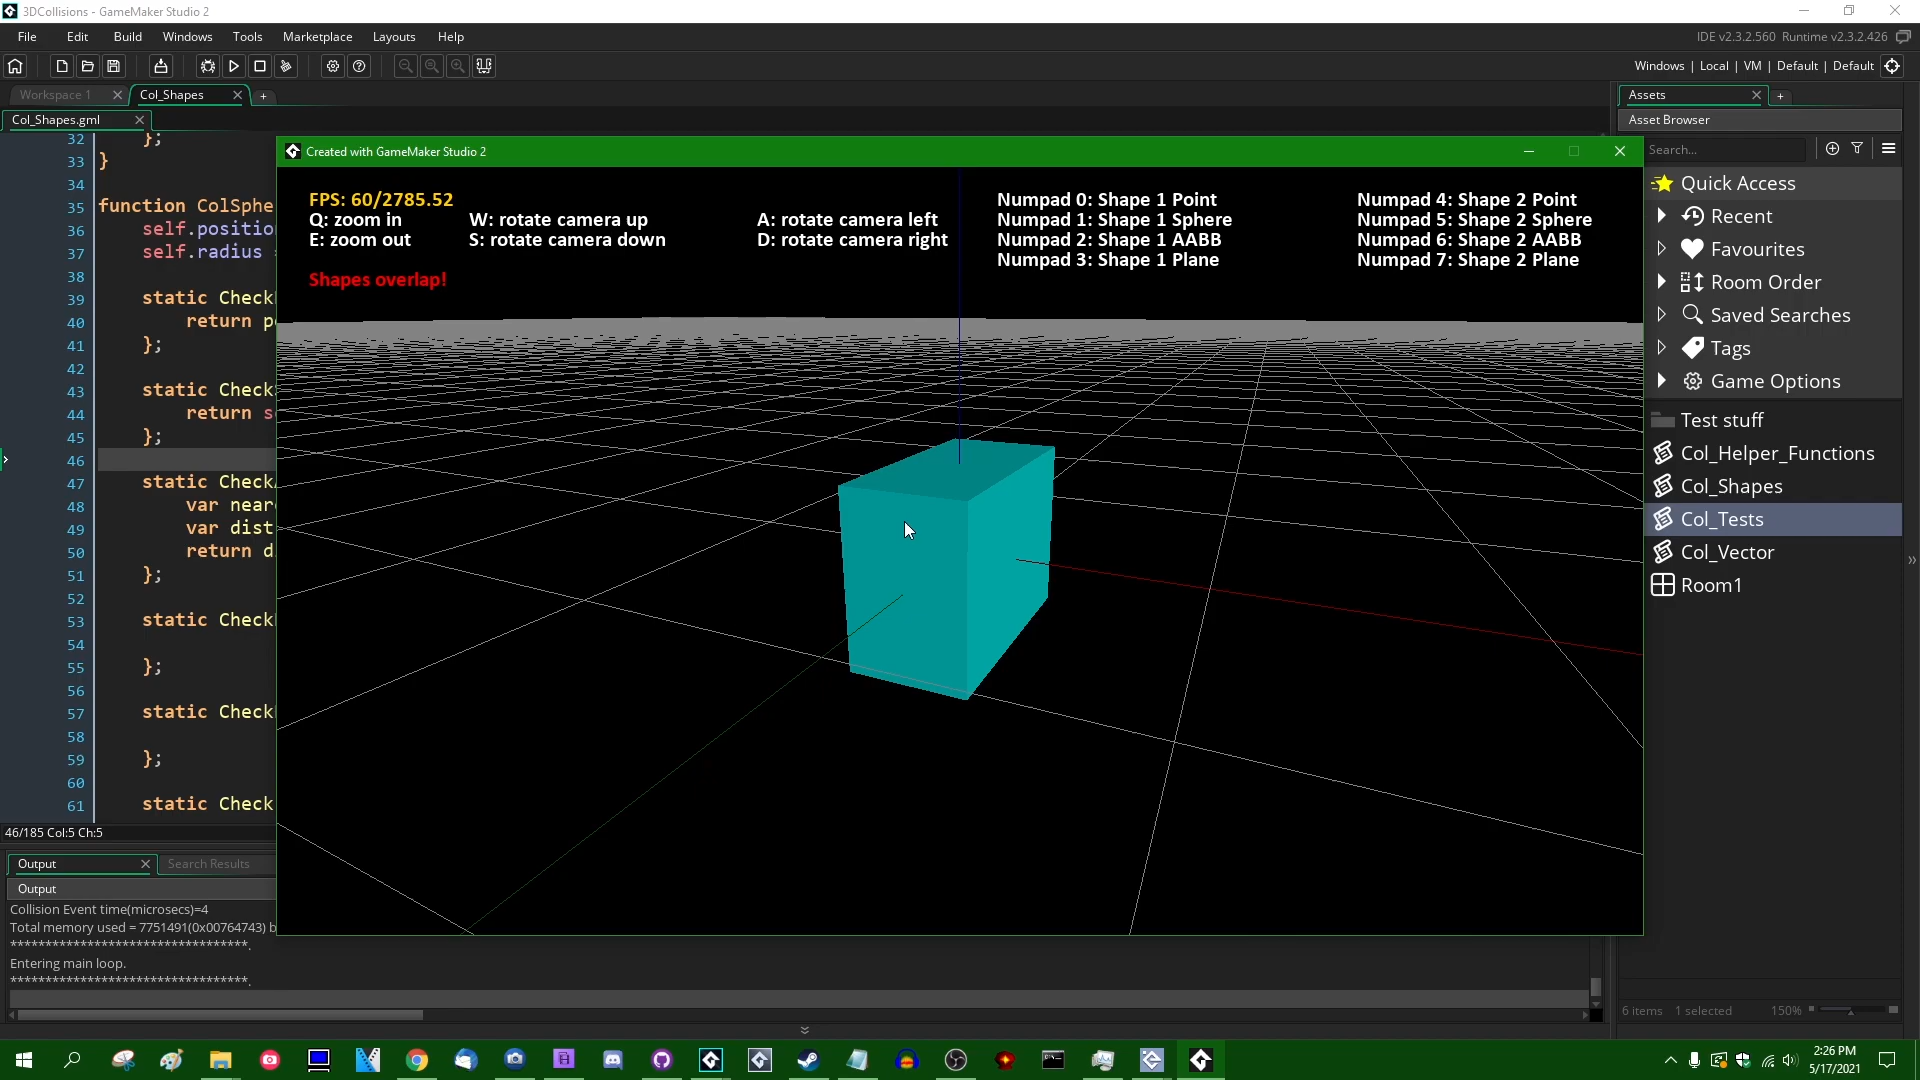 3DCollisions - GameMaker Studio 2
File Edit Build Windows Tools Marketplace Layouts Help
IDE v2.3.2.560 Runtime v2.3.2.426
Windows | Local | VM | Default | Default
Workspace 1
Col_Shapes
Assets
Col_Shapes.gml
Asset Browser
Search...
Created with GameMaker Studio 2
FPS: 60/2785.52
Q: zoom in
E: zoom out
W: rotate camera up
S: rotate camera down
A: rotate camera left
D: rotate camera right
Numpad 0: Shape 1 Point
Numpad 1: Shape 1 Sphere
Numpad 2: Shape 1 AABB
Numpad 3: Shape 1 Plane
Numpad 4: Shape 2 Point
Numpad 5: Shape 2 Sphere
Numpad 6: Shape 2 AABB
Numpad 7: Shape 2 Plane
Shapes overlap!
32 };
33 }
34
35 function ColSphe
36 self.position
37 self.radius
38
39 static Check
40 return p
41 };
42
43 static Check
44 return s
45 };
46
47 static Check
48 var near
49 var dist
50 return d
51 };
52
53 static Check
54
55 };
56
57 static Check
58
59 };
60
61 static Check
46/185 Col:5 Ch:5
Quick Access
Recent
Favourites
Room Order
Saved Searches
Tags
Game Options
Test stuff
Col_Helper_Functions
Col_Shapes
Col_Tests
Col_Vector
Room1
6 items 1 selected 150%
Output
Search Results
Output
Collision Event time(microsecs)=4
Total memory used = 7751491(0x00764743) b
***********************************.
Entering main loop.
***********************************.
2:26 PM
5/17/2021